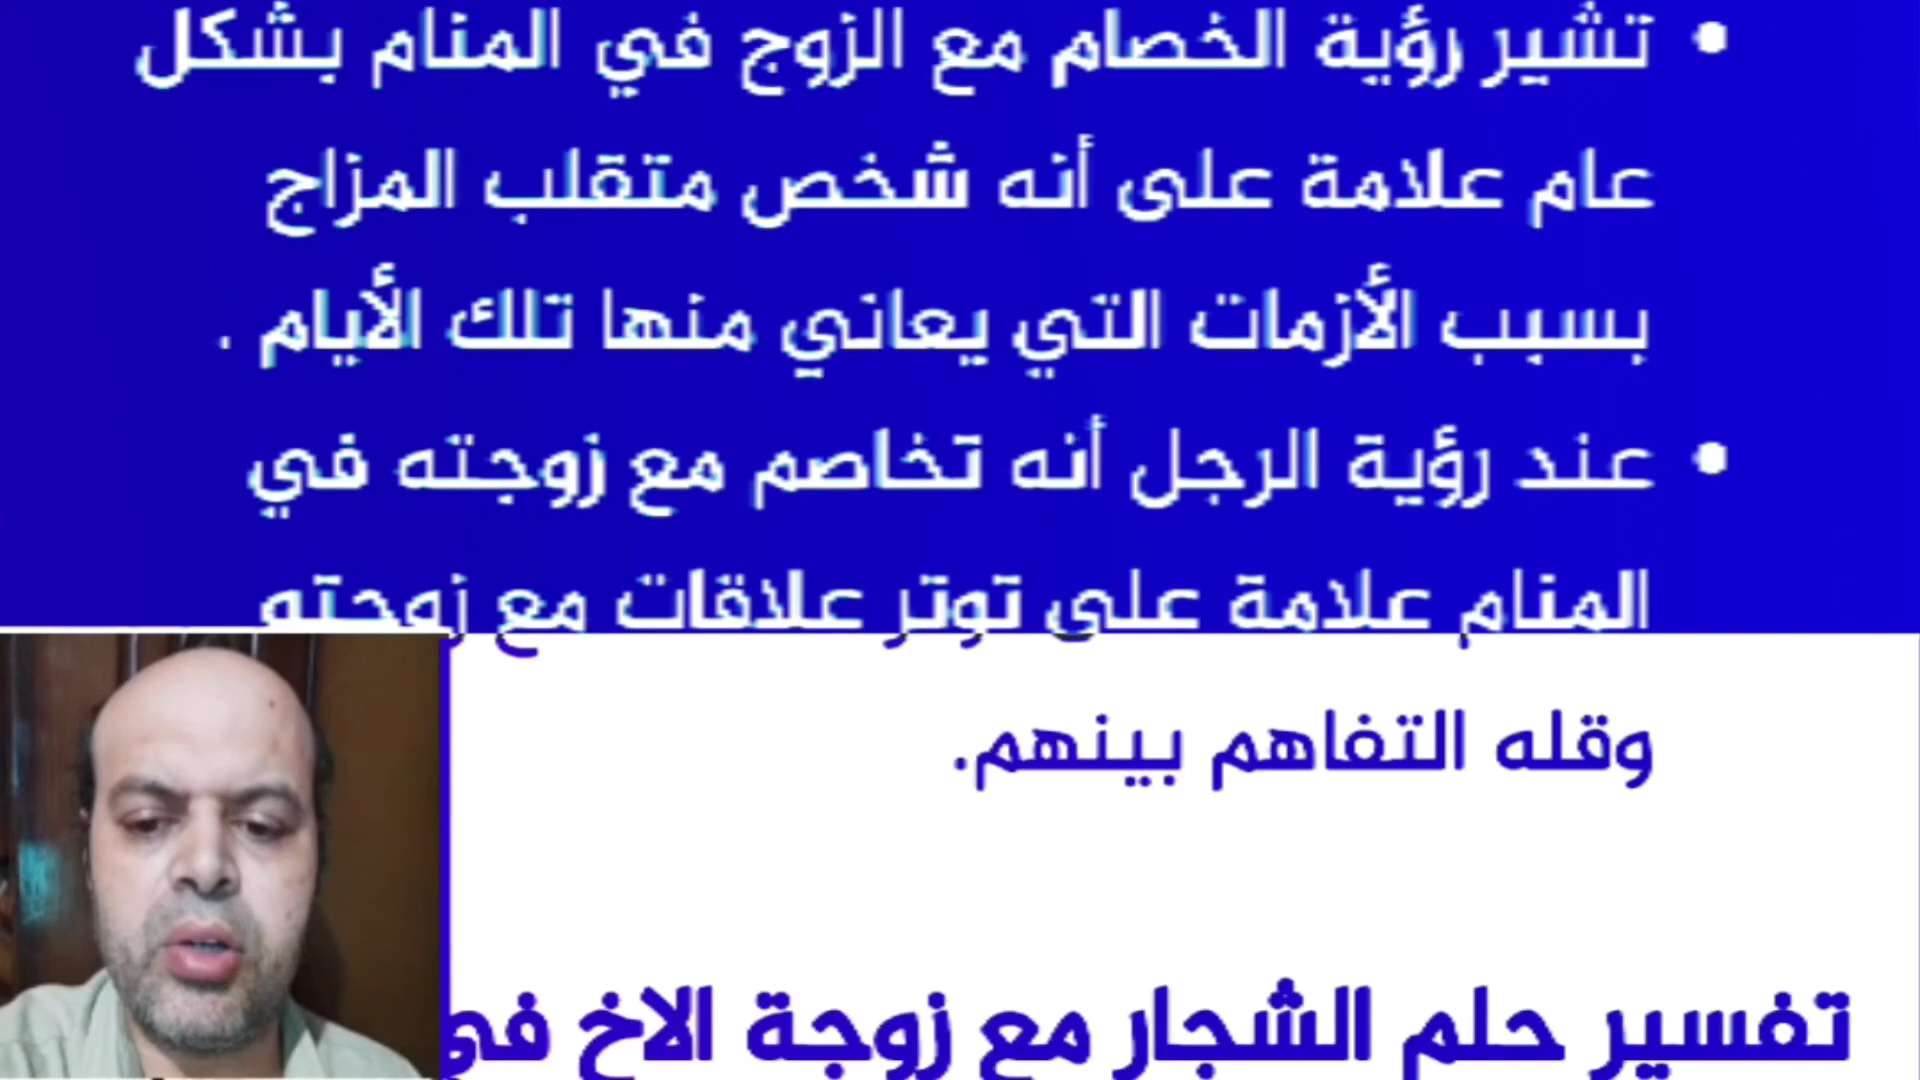 • تشير رؤية الخصام مع الزوج في المنام بشكل
عام علامة على أنه شخص متقلب المزاج
بسبب الأزمات التي يعاني منها تلك الأيام .
• عند رؤية الرجل أنه تخاصم مع زوجته في
المنام علامة على توتر علاقات مع زوجته
وقله التفاهم بينهم.
تفسير حلم الشجار مع زوجة الاخ في